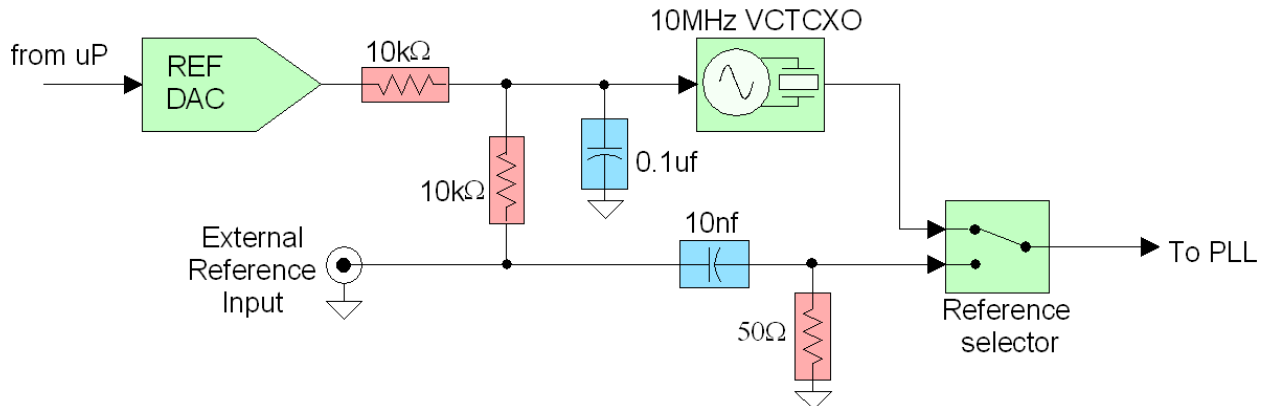 10MHz VCTCXO
from uP
10kΩ
REF
DAC
0.1uf
10kΩ
10nf
External
Reference
Input
To PLL
50Ω
Reference
selector